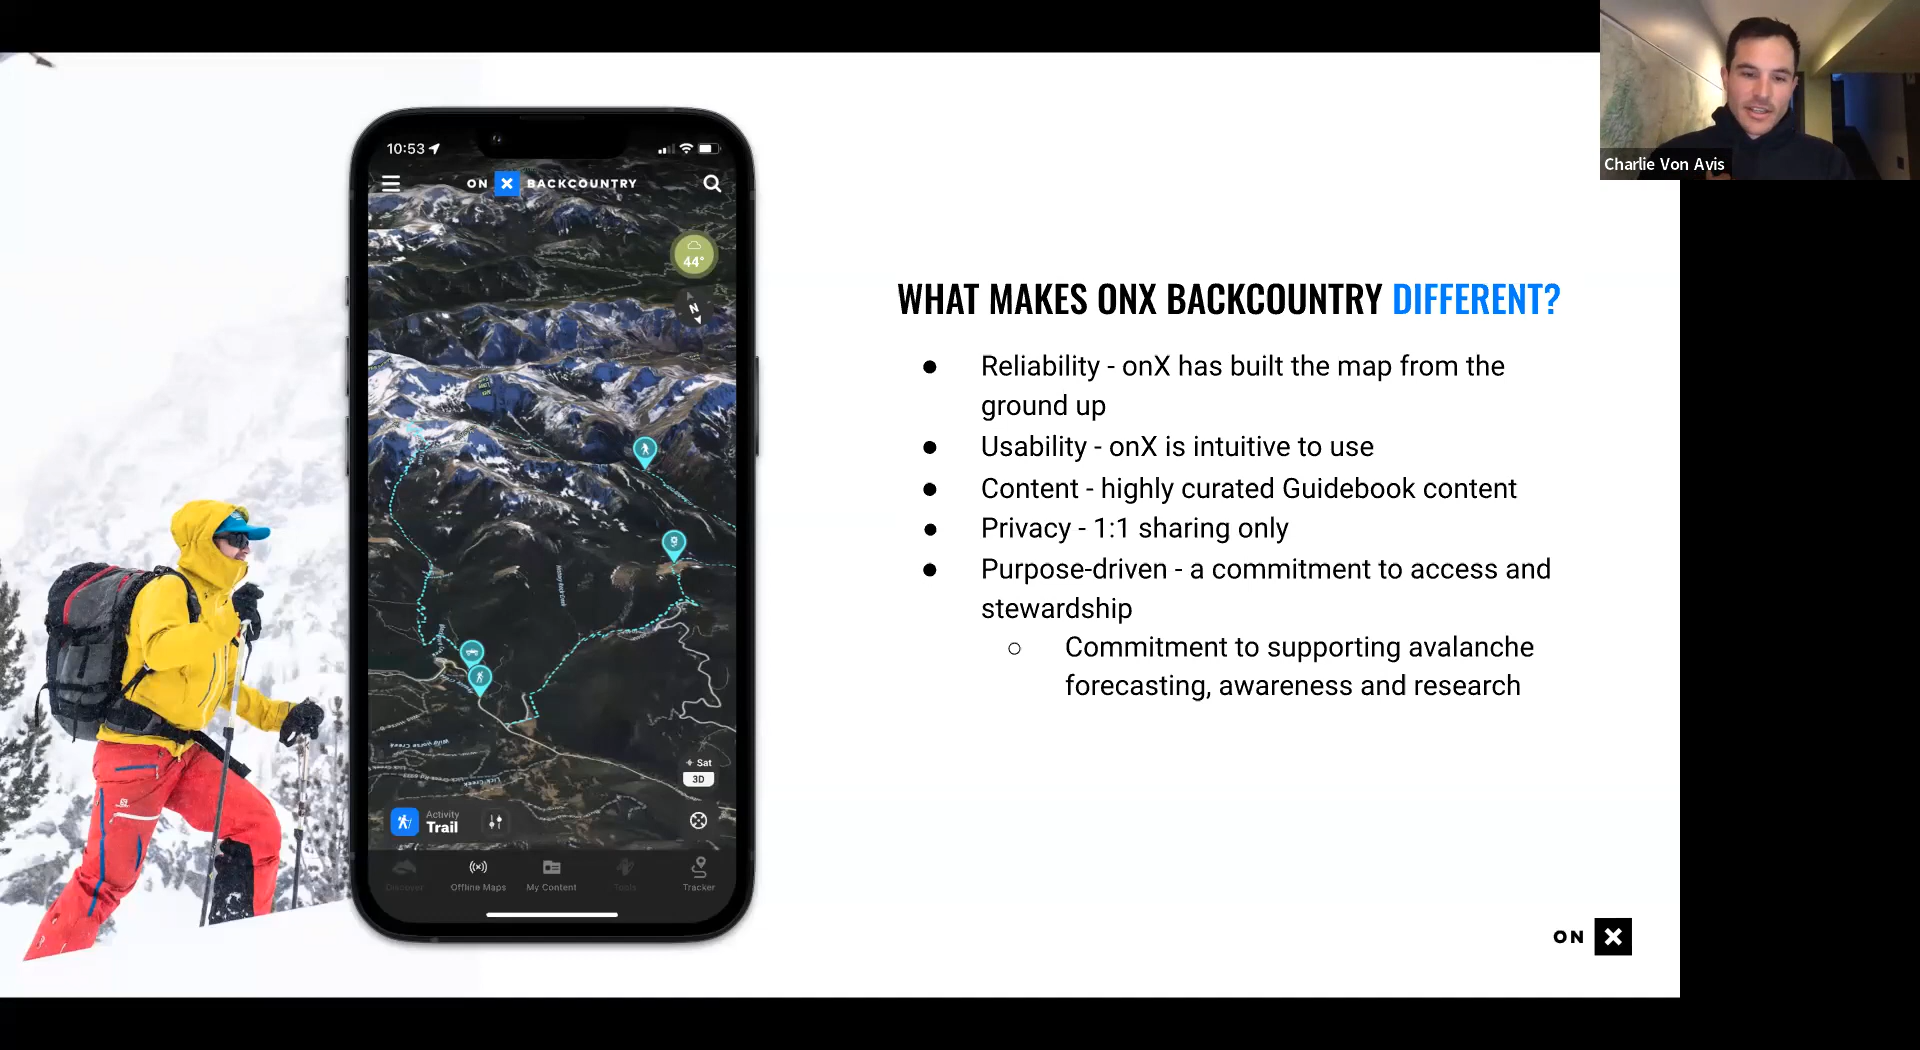 Charlie Von Avis
10:53
ON X BACKCOUNTRY
44°
N
+ Sat
3D
Activity
Trail
Discover
Offline Maps
My Content
Tools
Tracker
WHAT MAKES ONX BACKCOUNTRY DIFFERENT?
● Reliability - onX has built the map from the
ground up
● Usability - onX is intuitive to use
● Content - highly curated Guidebook content
● Privacy - 1:1 sharing only
● Purpose-driven - a commitment to access and
stewardship
○ Commitment to supporting avalanche
forecasting, awareness and research
ON X